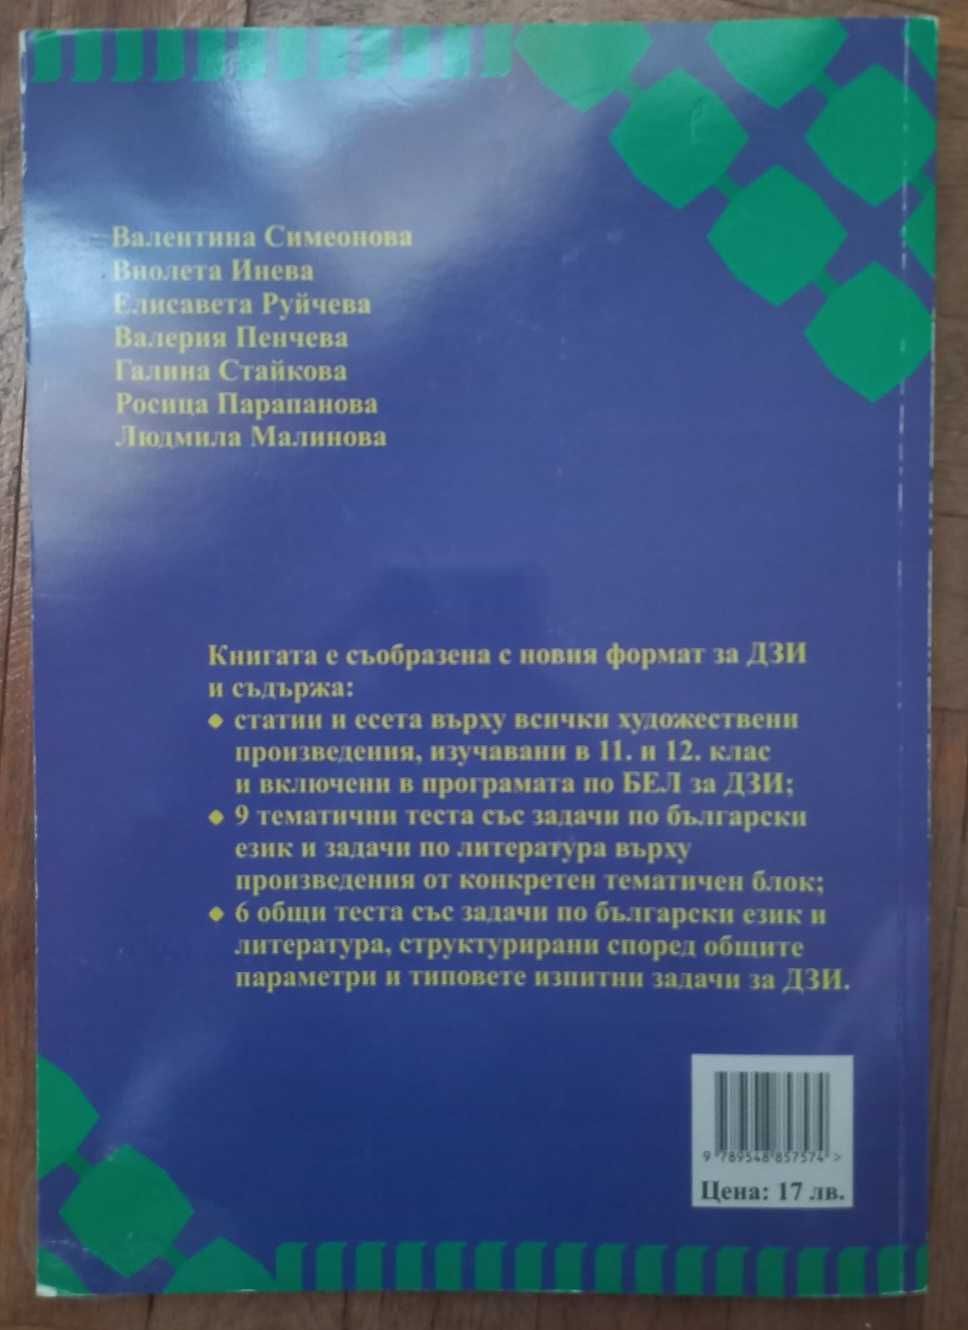 Валентина Симеонова
Виолета Инева
Елисавета Руйчева
Валерия Пенчева
Галина Стайкова
Росица Парапанова
Людмила Малинова
Книгата е съобразена с новия формат за ДЗИ
и съдържа:
◆ статии и есета върху всички художествени
произведения, изучавани в 11. и 12. клас
и включени в програмата по БЕЛ за ДЗИ;
◆ 9 тематични теста със задачи по български
език и задачи по литература върху
произведения от конкретен тематичен блок;
◆ 6 общи теста със задачи по български език и
литература, структурирани според общите
параметри и типовете изпитни задачи за ДЗИ.
9 789548 857574 >
Цена: 17 лв.